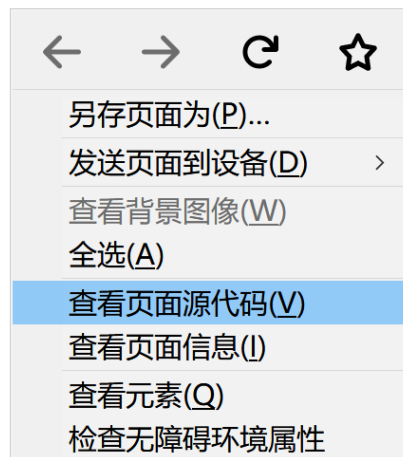 另存页面为(P)...
发送页面到设备(D)
查看背景图像(W)
全选(A)
查看页面源代码(V)
查看页面信息(I)
查看元素(Q)
检查无障碍环境属性